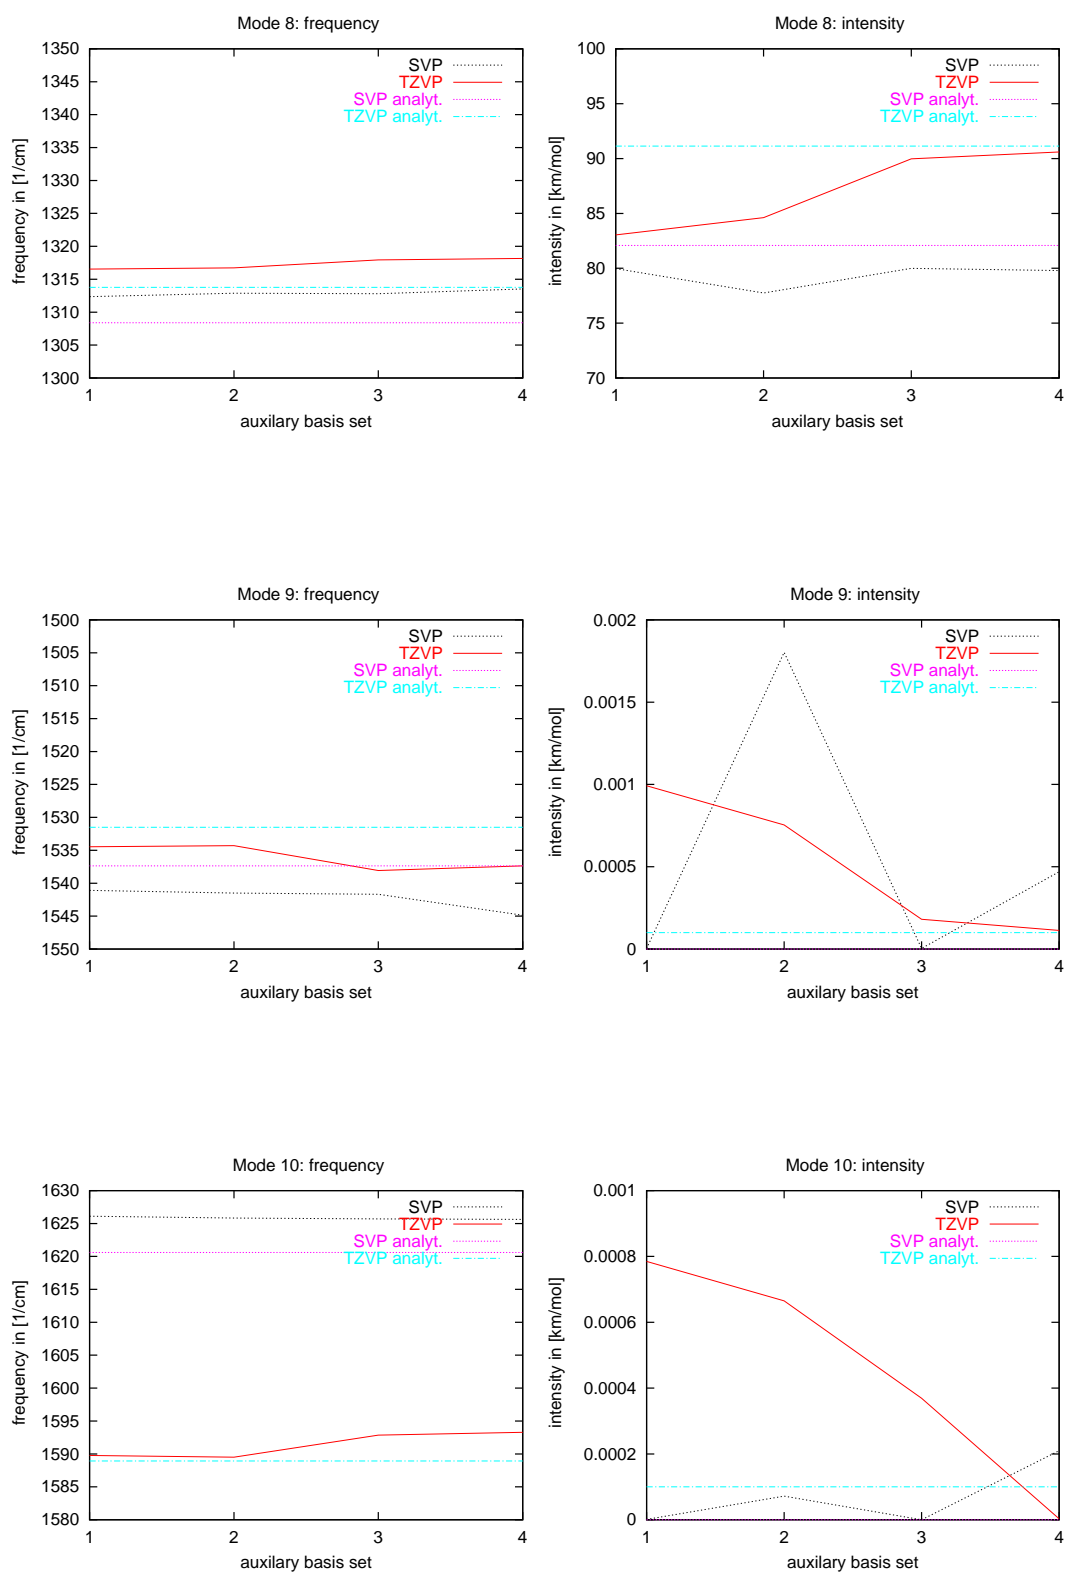 Mode 8: frequency
1350
1345
1340
1335
1330
1325
1320
1315
1310
1305
1300
1
2
3
4
frequency in [1/cm]
auxilary basis set
SVP
TZVP
SVP analyt.
TZVP analyt.
Mode 8: intensity
100
95
90
85
80
75
70
1
2
3
4
intensity in [km/mol]
auxilary basis set
SVP
TZVP
SVP analyt.
TZVP analyt.
Mode 9: frequency
1500
1505
1510
1515
1520
1525
1530
1535
1540
1545
1550
1
2
3
4
frequency in [1/cm]
auxilary basis set
SVP
TZVP
SVP analyt.
TZVP analyt.
Mode 9: intensity
0.002
0.0015
0.001
0.0005
0
1
2
3
4
intensity in [km/mol]
auxilary basis set
SVP
TZVP
SVP analyt.
TZVP analyt.
Mode 10: frequency
1630
1625
1620
1615
1610
1605
1600
1595
1590
1585
1580
1
2
3
4
frequency in [1/cm]
auxilary basis set
SVP
TZVP
SVP analyt.
TZVP analyt.
Mode 10: intensity
0.001
0.0008
0.0006
0.0004
0.0002
0
1
2
3
4
intensity in [km/mol]
auxilary basis set
SVP
TZVP
SVP analyt.
TZVP analyt.